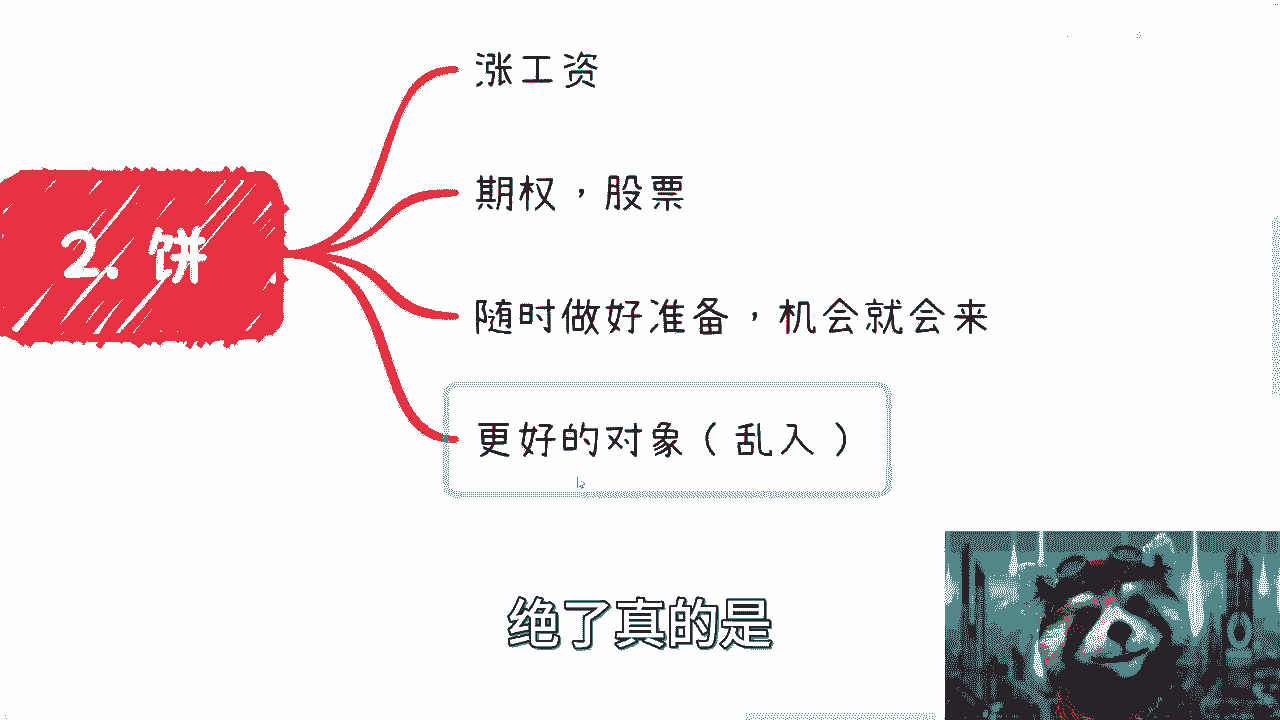 涨工资
期权，股票
2. 饼
随时做好准备，机会就会来
更好的对象（乱入）
绝了真的是